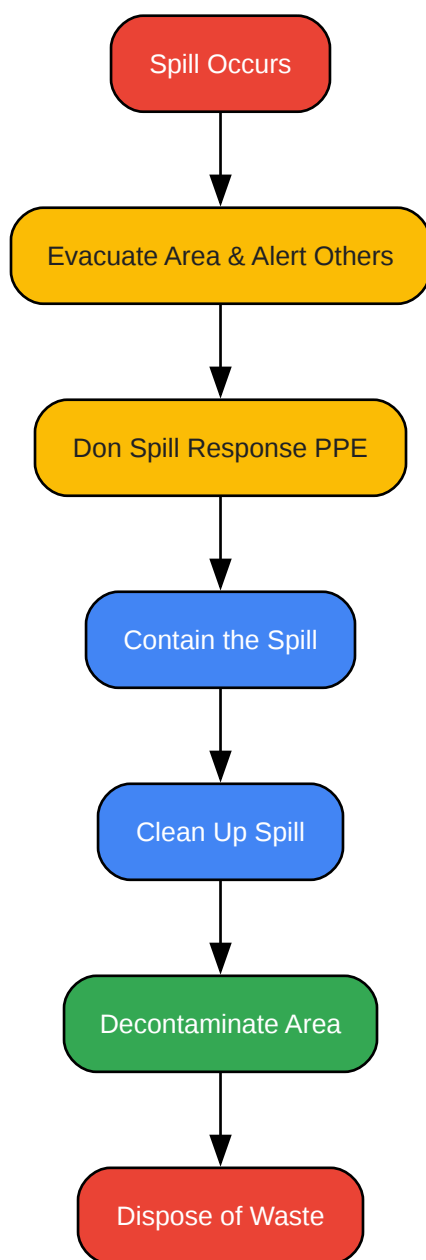 Spill Occurs
Evacuate Area & Alert Others
Don Spill Response PPE
Contain the Spill
Clean Up Spill
Decontaminate Area
Dispose of Waste